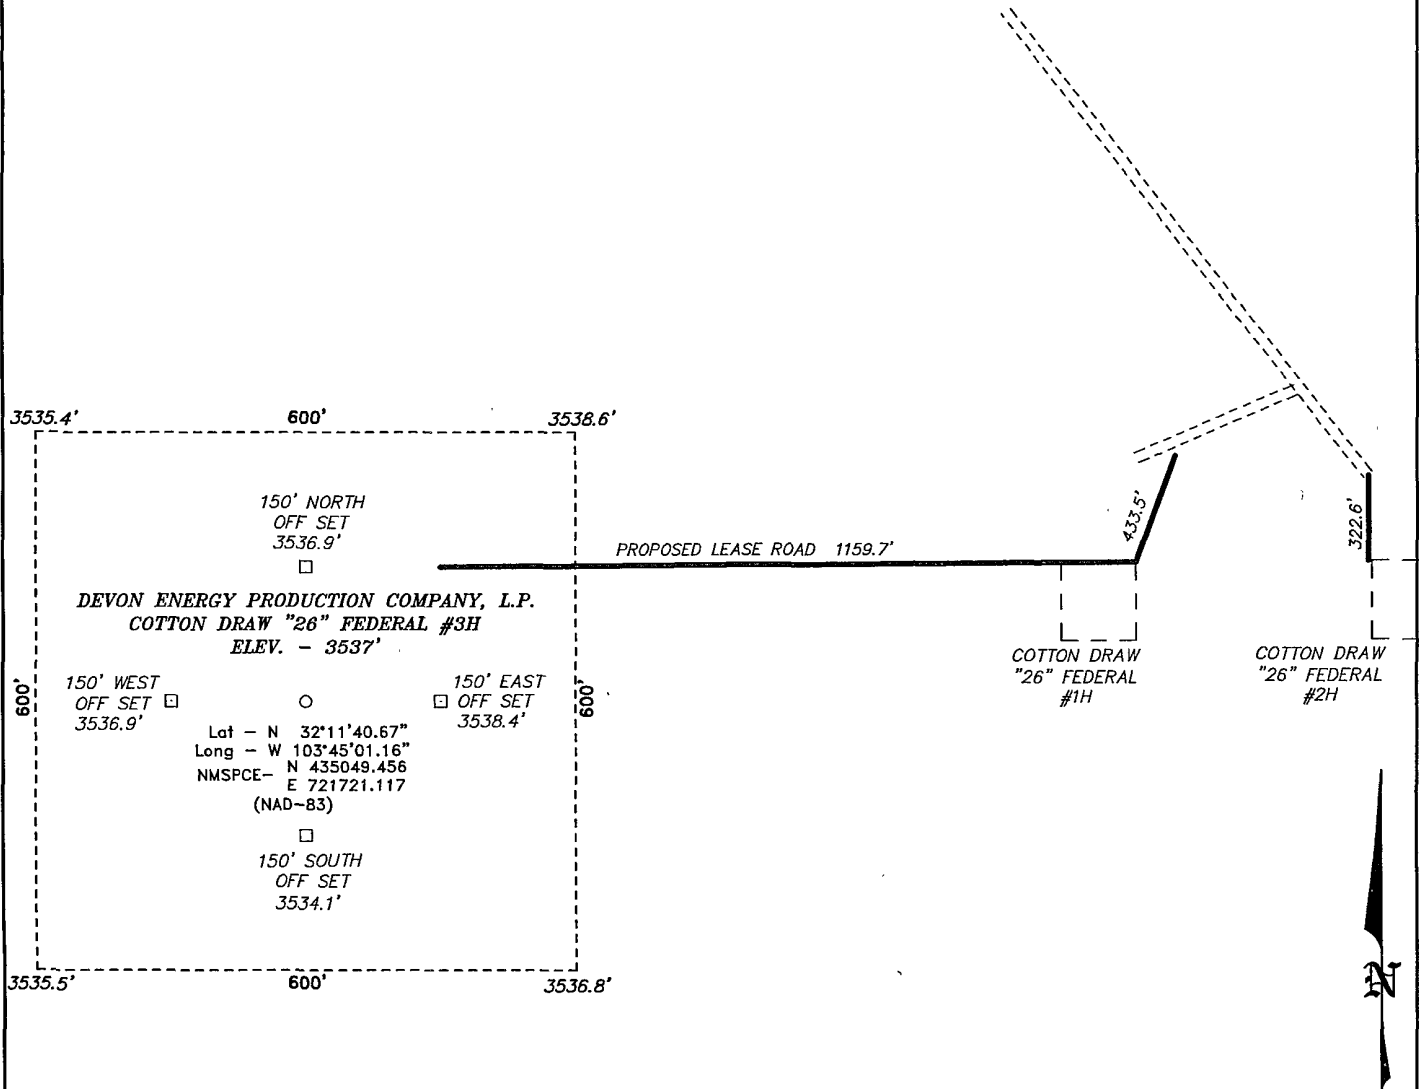 3535.4'
600'
3538.6'
150' NORTH
OFF SET
3536.9'
DEVON ENERGY PRODUCTION COMPANY, L.P.
COTTON DRAW "26" FEDERAL #3H
ELEV. - 3537'
600'
150' WEST
OFF SET
3536.9'
150' EAST
OFF SET
3538.4'
600'
Lat - N 32°11'40.67"
Long - W 103°45'01.16"
NMSPCE- N 435049.456
E 721721.117
(NAD-83)
150' SOUTH
OFF SET
3534.1'
3535.5'
600'
3536.8'
PROPOSED LEASE ROAD 1159.7'
433.5'
322.6'
COTTON DRAW
"26" FEDERAL
#1H
COTTON DRAW
"26" FEDERAL
#2H
N